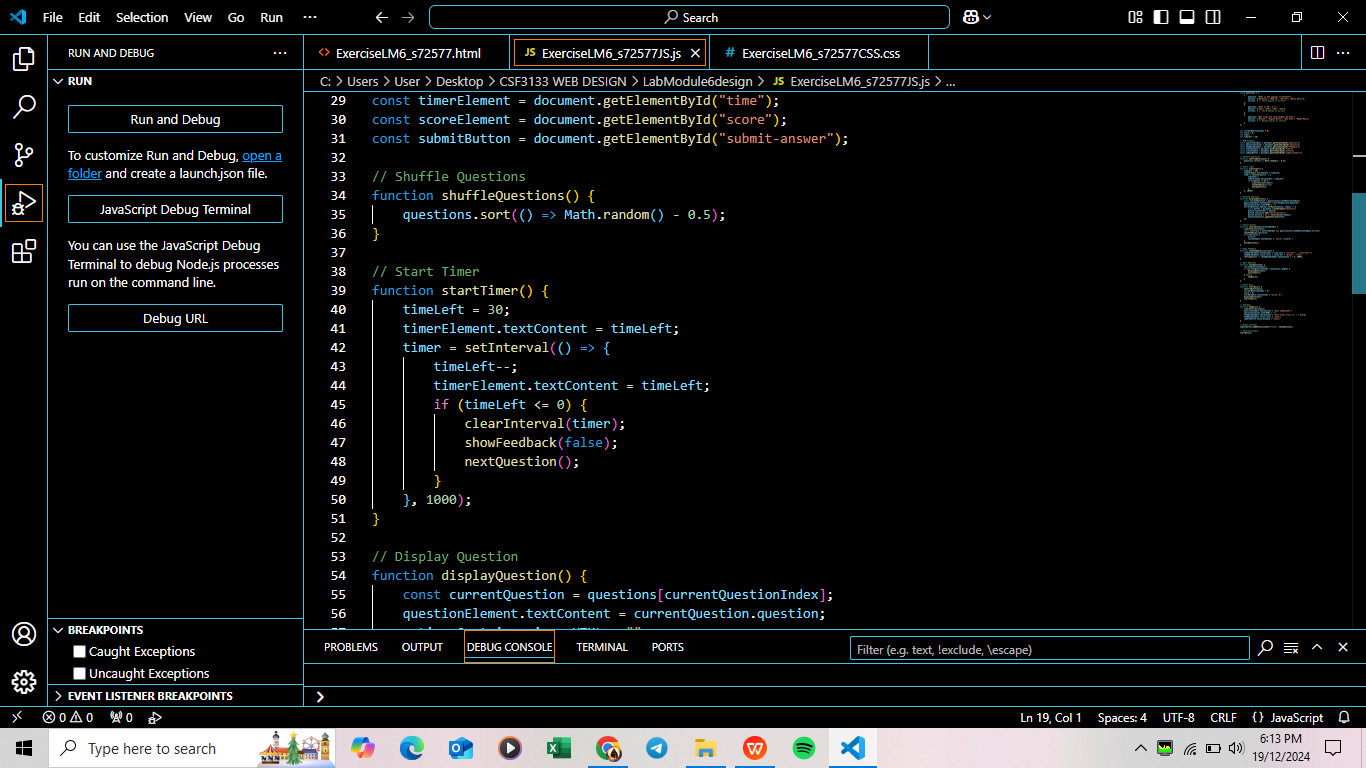 File Edit Selection View Go Run ··· Search
RUN AND DEBUG ···
ExerciseLM6_s72577.html JS ExerciseLM6_s72577JS.js # ExerciseLM6_s72577CSS.css ···
RUN
C: > Users > User > Desktop > CSF3133 WEB DESIGN > LabModule6design > JS ExerciseLM6_s72577JS.js > ...
Run and Debug
To customize Run and Debug, open a
folder and create a launch.json file.
JavaScript Debug Terminal
You can use the JavaScript Debug
Terminal to debug Node.js processes
run on the command line.
Debug URL
29 const timerElement = document.getElementById("time");
30 const scoreElement = document.getElementById("score");
31 const submitButton = document.getElementById("submit-answer");
32
33 // Shuffle Questions
34 function shuffleQuestions() {
35 questions.sort(() => Math.random() - 0.5);
36 }
37
38 // Start Timer
39 function startTimer() {
40 timeLeft = 30;
41 timerElement.textContent = timeLeft;
42 timer = setInterval(() => {
43 timeLeft--;
44 timerElement.textContent = timeLeft;
45 if (timeLeft <= 0) {
46 clearInterval(timer);
47 showFeedback(false);
48 nextQuestion();
49 }
50 }, 1000);
51 }
52
53 // Display Question
54 function displayQuestion() {
55 const currentQuestion = questions[currentQuestionIndex];
56 questionElement.textContent = currentQuestion.question;
BREAKPOINTS
Caught Exceptions
Uncaught Exceptions
EVENT LISTENER BREAKPOINTS
PROBLEMS OUTPUT DEBUG CONSOLE TERMINAL PORTS Filter (e.g. text, !exclude, \escape)
0 0 0 Ln 19, Col 1 Spaces: 4 UTF-8 CRLF {} JavaScript
Type here to search 6:13 PM
19/12/2024